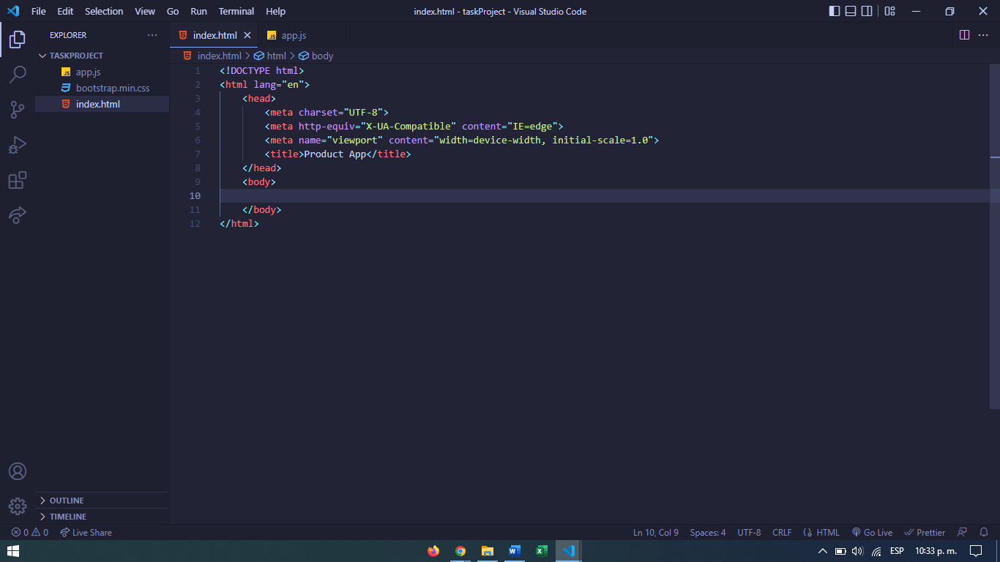 File Edit Selection View Go Run Terminal Help
index.html - taskProject - Visual Studio Code
EXPLORER
TASKPROJECT
JS app.js
bootstrap.min.css
index.html
OUTLINE
TIMELINE
index.html
JS app.js
index.html > html > body
1 <!DOCTYPE html>
2 <html lang="en">
3 <head>
4 <meta charset="UTF-8">
5 <meta http-equiv="X-UA-Compatible" content="IE=edge">
6 <meta name="viewport" content="width=device-width, initial-scale=1.0">
7 <title>Product App</title>
8 </head>
9 <body>
10
11 </body>
12 </html>
0 0 Live Share
Ln 10, Col 9 Spaces: 4 UTF-8 CRLF HTML Go Live Prettier
ESP 10:33 p. m.